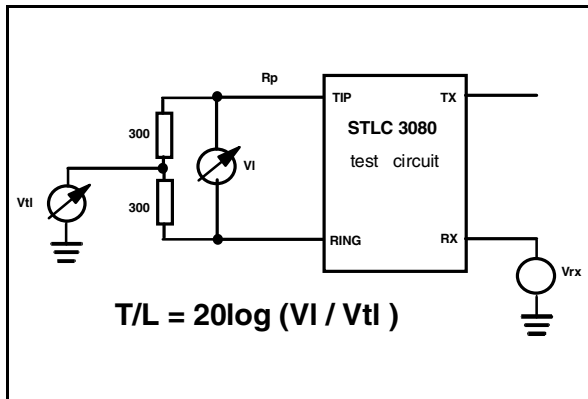 Rp
TIP
TX
300
STLC 3080
test circuit
Vl
Vtl
300
RING
RX
Vrx
T/L = 20log (Vl / Vtl )